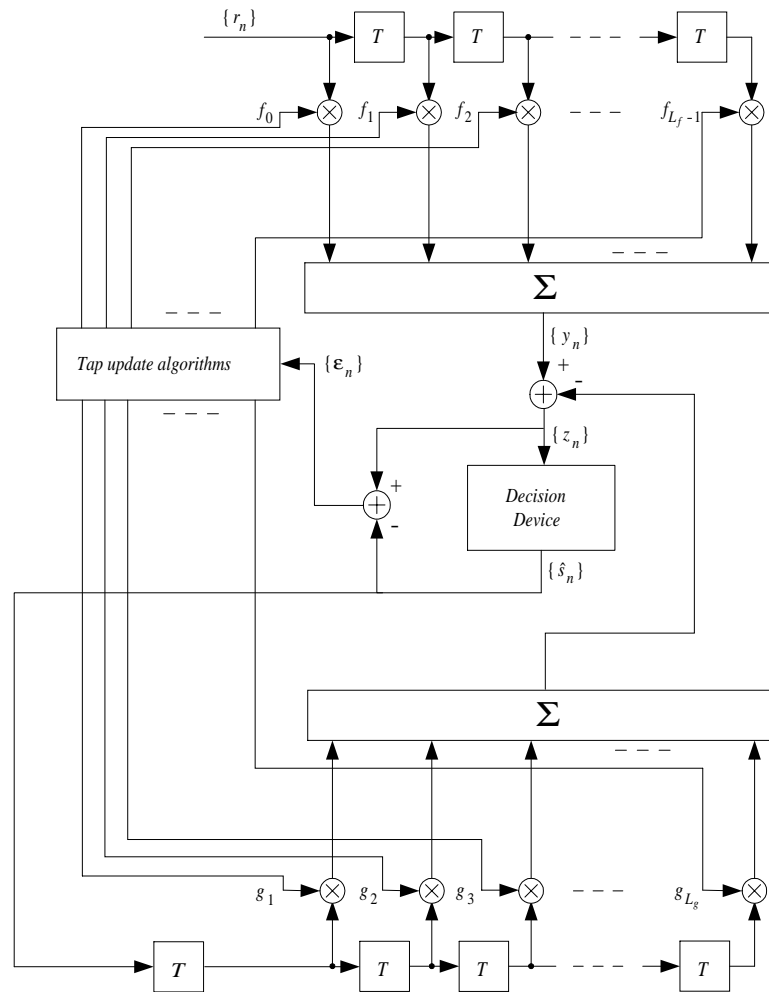 {r_n}
T T - - - T
f_0 f_1 f_2 - - - f_{L_f-1}
- - -
Σ
- - -
{y_n}
Tap update algorithms
{ε_n}
+
-
+
- - -
{z_n}
+
+
-
Decision
Device
{ŝ_n}
Σ
- - -
g_1 g_2 g_3 - - - g_{L_g}
T T T - - - T